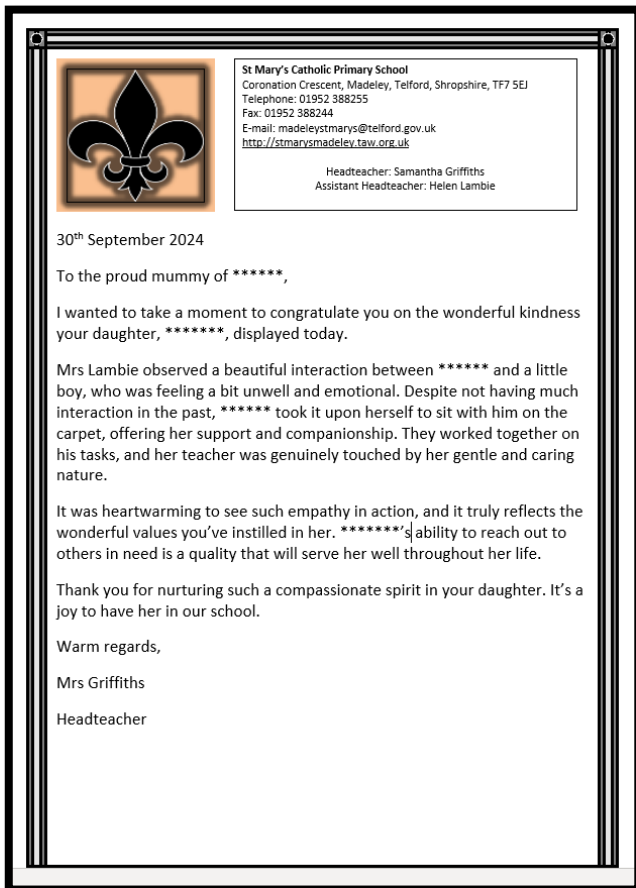 St Mary's Catholic Primary School
Coronation Crescent, Madeley, Telford, Shropshire, TF7 5EJ
Telephone: 01952 388255
Fax: 01952 388244
E-mail: madeleystmarys@telford.gov.uk
http://stmarysmadeley.taw.org.uk
Headteacher: Samantha Griffiths
Assistant Headteacher: Helen Lambie
30th September 2024
To the proud mummy of ******,
I wanted to take a moment to congratulate you on the wonderful kindness
your daughter, *******, displayed today.
Mrs Lambie observed a beautiful interaction between ****** and a little
boy, who was feeling a bit unwell and emotional. Despite not having much
interaction in the past, ****** took it upon herself to sit with him on the
carpet, offering her support and companionship. They worked together on
his tasks, and her teacher was genuinely touched by her gentle and caring
nature.
It was heartwarming to see such empathy in action, and it truly reflects the
wonderful values you've instilled in her. *******'s ability to reach out to
others in need is a quality that will serve her well throughout her life.
Thank you for nurturing such a compassionate spirit in your daughter. It's a
joy to have her in our school.
Warm regards,
Mrs Griffiths
Headteacher